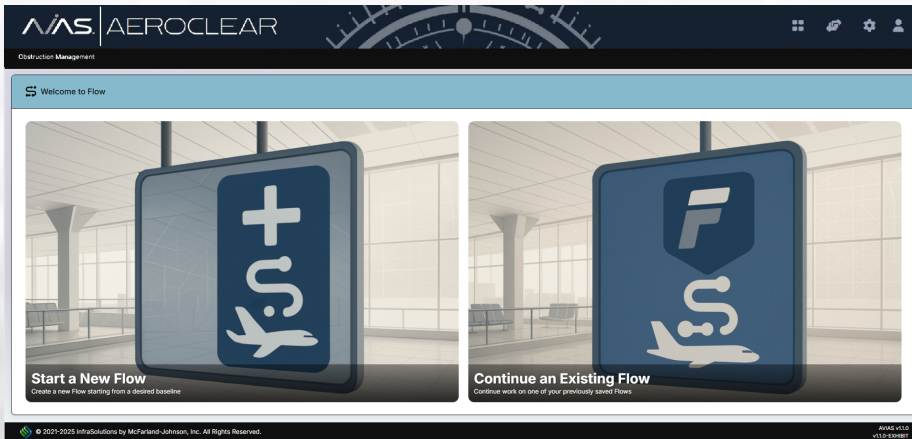 AVIAS. AEROCLEAR
Obstruction Management
Welcome to Flow
Start a New Flow
Create a new Flow starting from a desired baseline
F
Continue an Existing Flow
Continue work on one of your previously saved Flows
© 2021-2025 InfraSolutions by McFarland-Johnson, Inc. All Rights Reserved.
AVIAS v1.1.0
v1.1.0-EXHIBIT